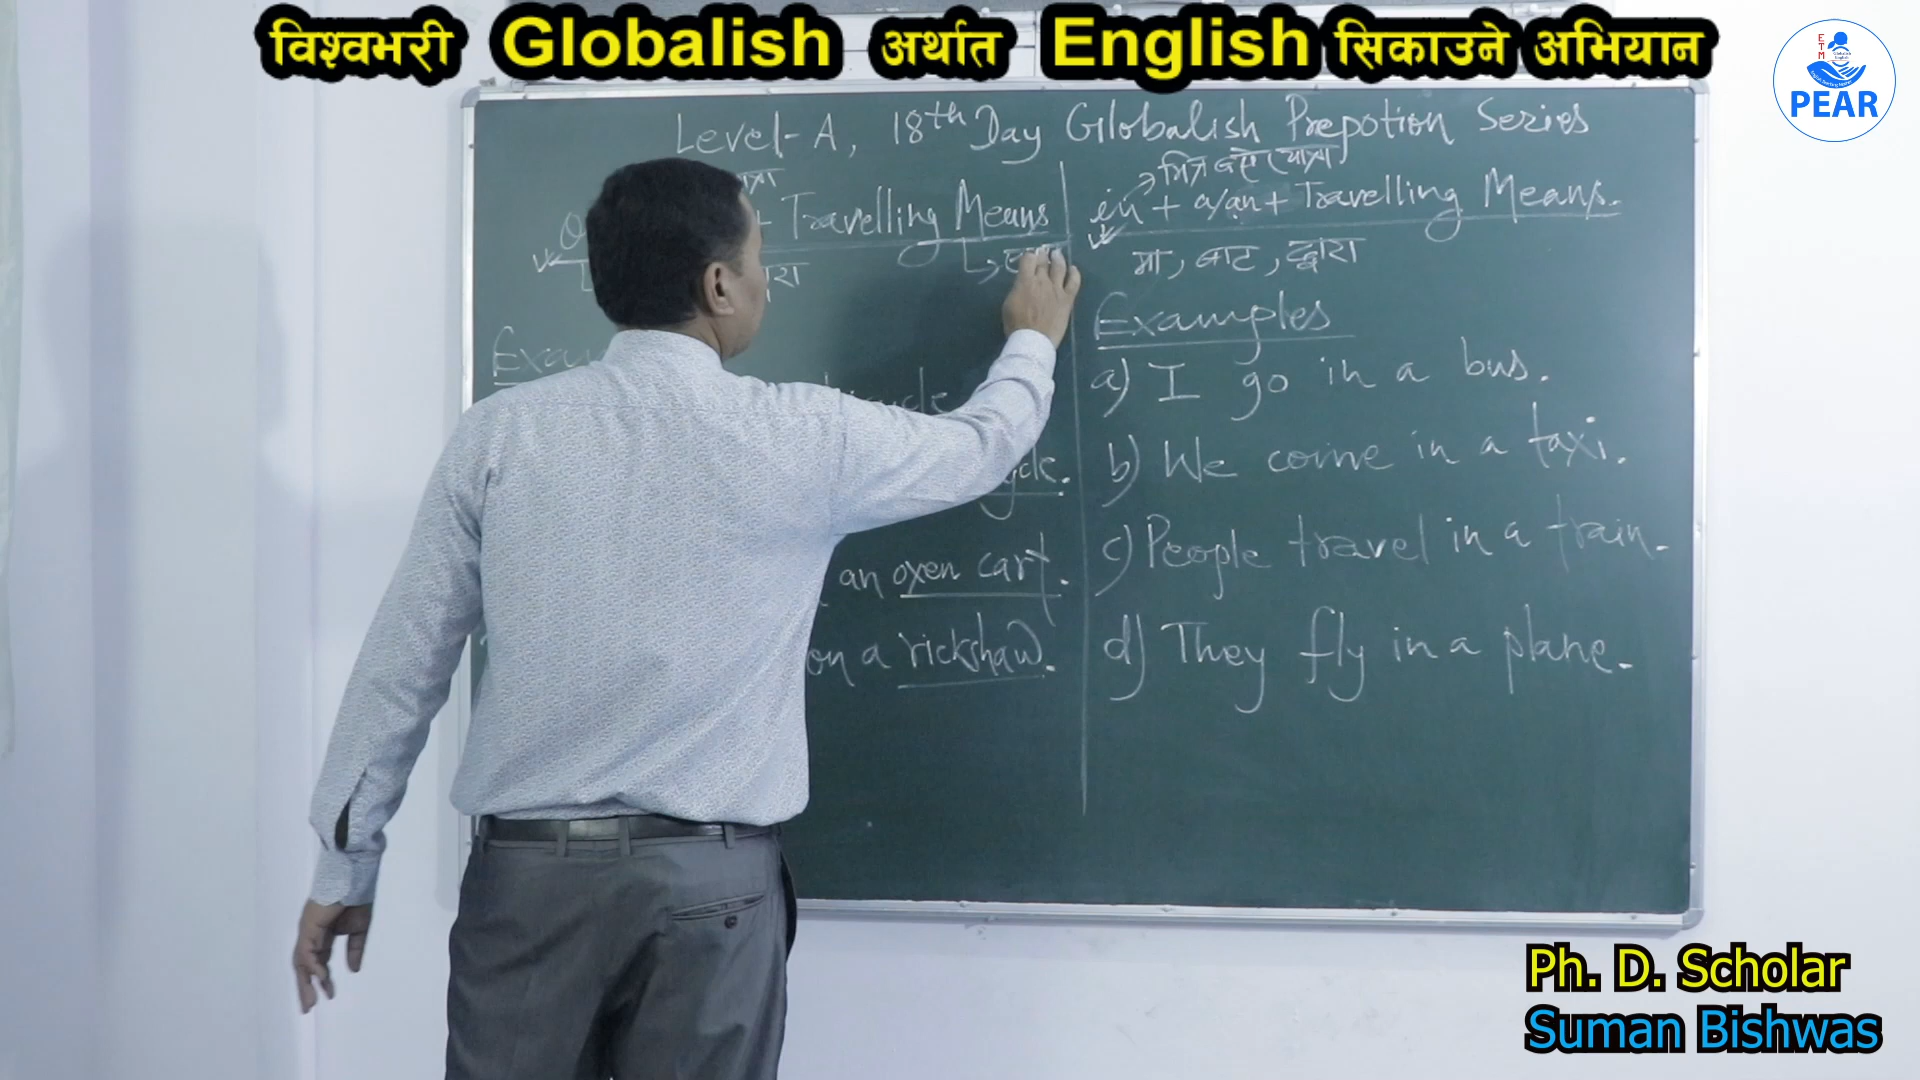 विश्वभरी Globalish अर्थात English सिकाउने अभियान
ETM
PEAR
Level-A, 18th Day Globalish Prepotion Series
+ Travelling Means
in + a/an + Travelling Means.
मा, बाट, द्वारा
Examples
a) I go in a bus.
b) We come in a taxi.
an oxen cart.
c) People travel in a train.
on a rickshaw.
d) They fly in a plane.
Ph. D. Scholar
Suman Bishwas